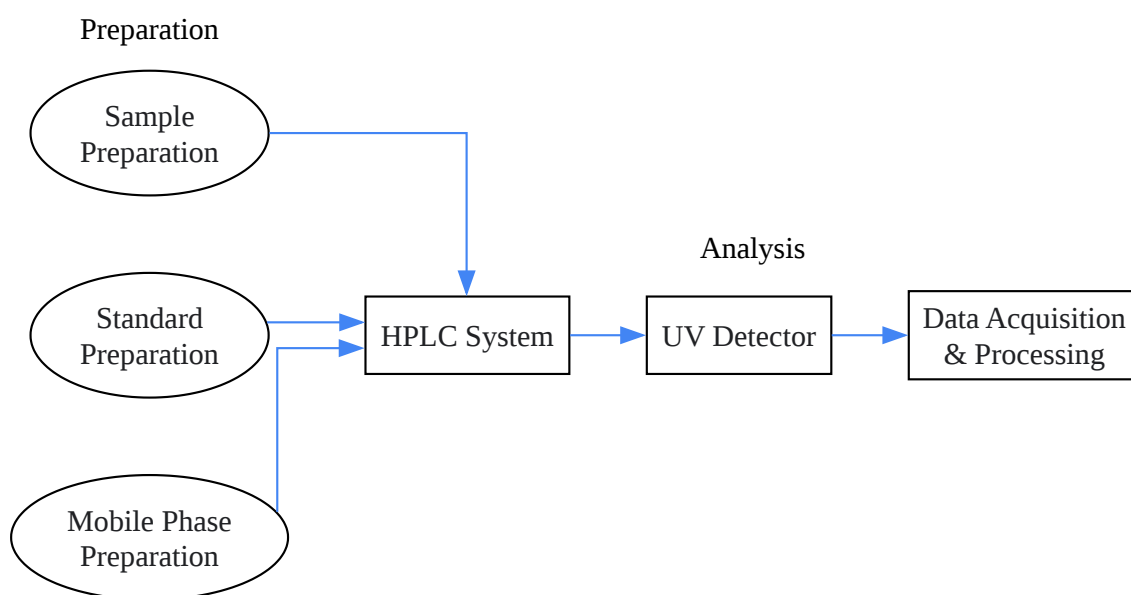 Preparation
Sample
Preparation
Analysis
Standard
Preparation
HPLC System
UV Detector
Data Acquisition
& Processing
Mobile Phase
Preparation